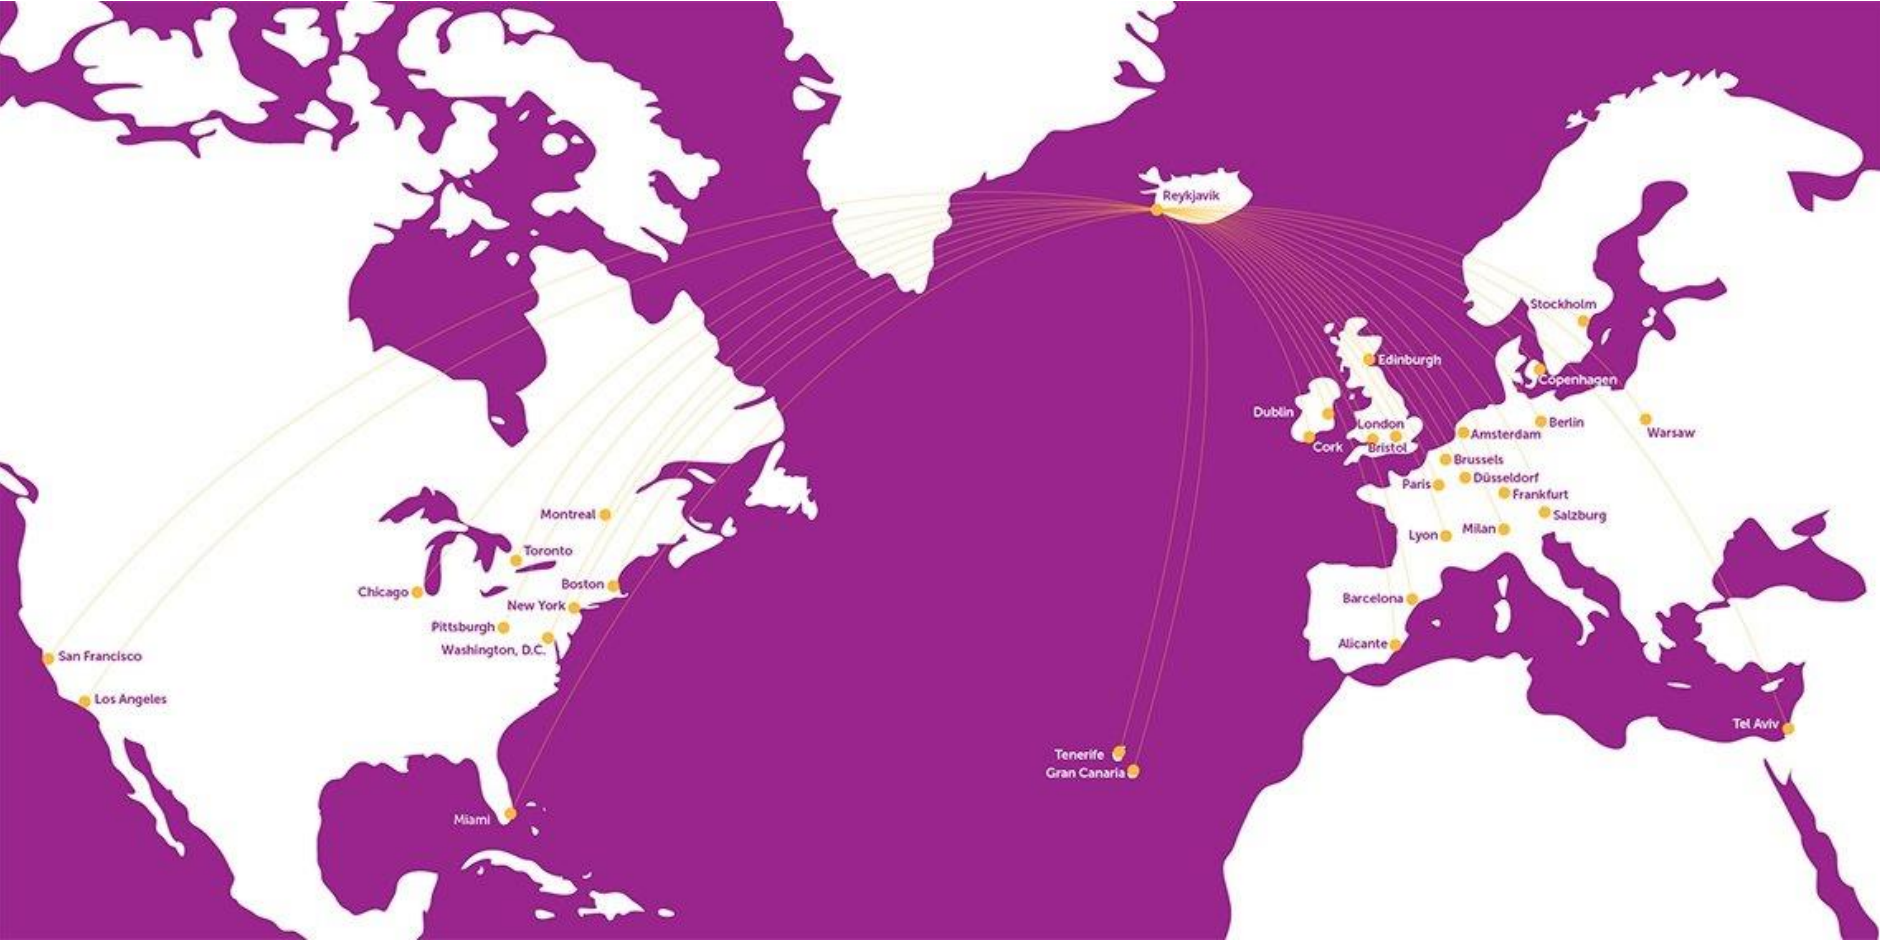 Reykjavik
Stockholm
Edinburgh
Copenhagen
Dublin
London
Berlin
Cork
Bristol
Amsterdam
Warsaw
Brussels
Paris
Düsseldorf
Frankfurt
Salzburg
Lyon
Milan
Montreal
Toronto
Boston
Chicago
New York
Barcelona
Pittsburgh
Washington, D.C.
Alicante
San Francisco
Los Angeles
Tel Aviv
Tenerife
Gran Canaria
Miami